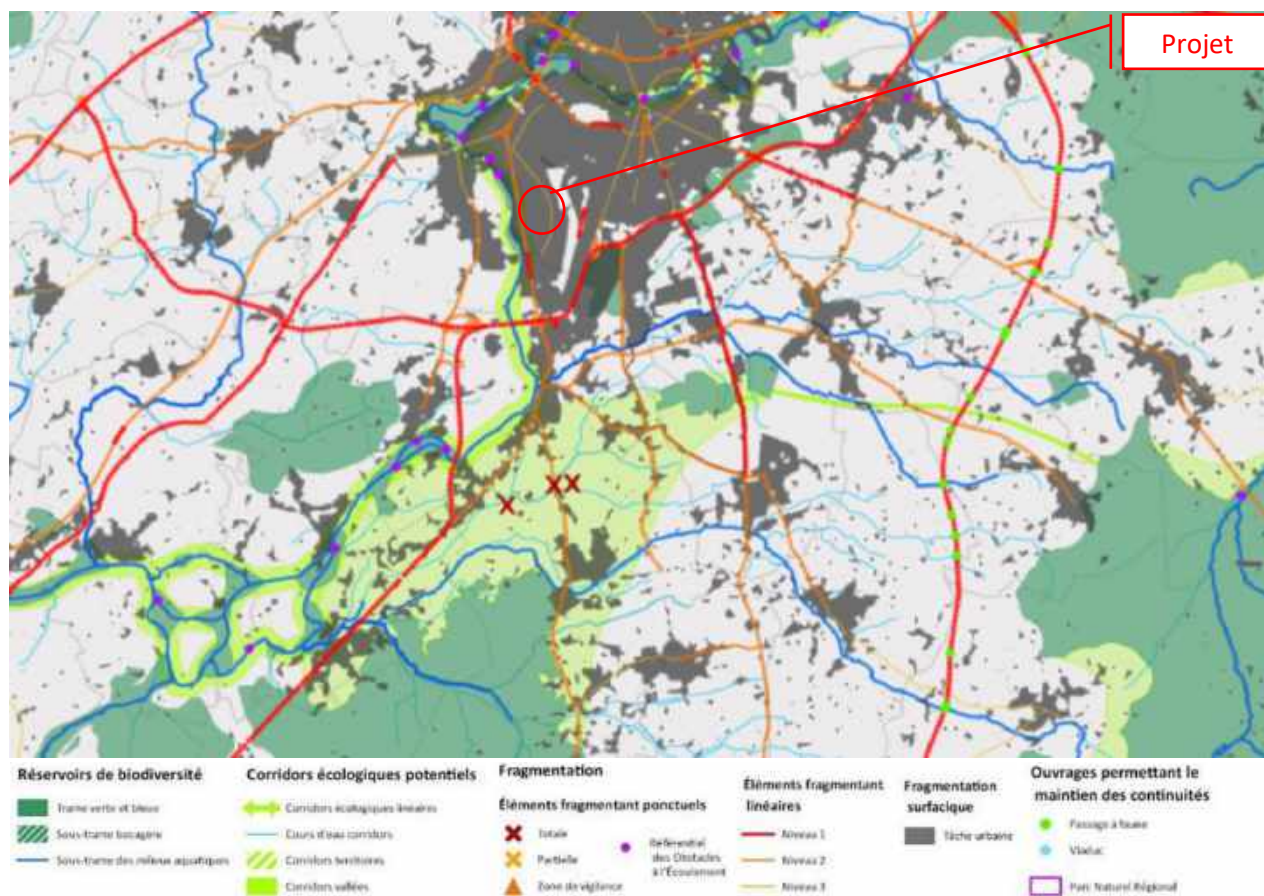 Projet
Réservoirs de biodiversité
Trame verte et bleue
Sous-trame bocagère
Sous-trame des milieux aquatiques
Corridors écologiques potentiels
Corridors écologiques linéaires
Cours d'eau corridors
Corridors territoires
Corridors vallées
Fragmentation
Éléments fragmentant ponctuels
Totale
Partielle
Zone de vigilance
Référentiel
des Obstacles
à l'Écoulement
Éléments fragmentant
linéaires
Niveau 1
Niveau 2
Niveau 3
Fragmentation
surfacique
Tâche urbaine
Ouvrages permettant le
maintien des continuités
Passage à faune
Viaduc
Parc Naturel Régional